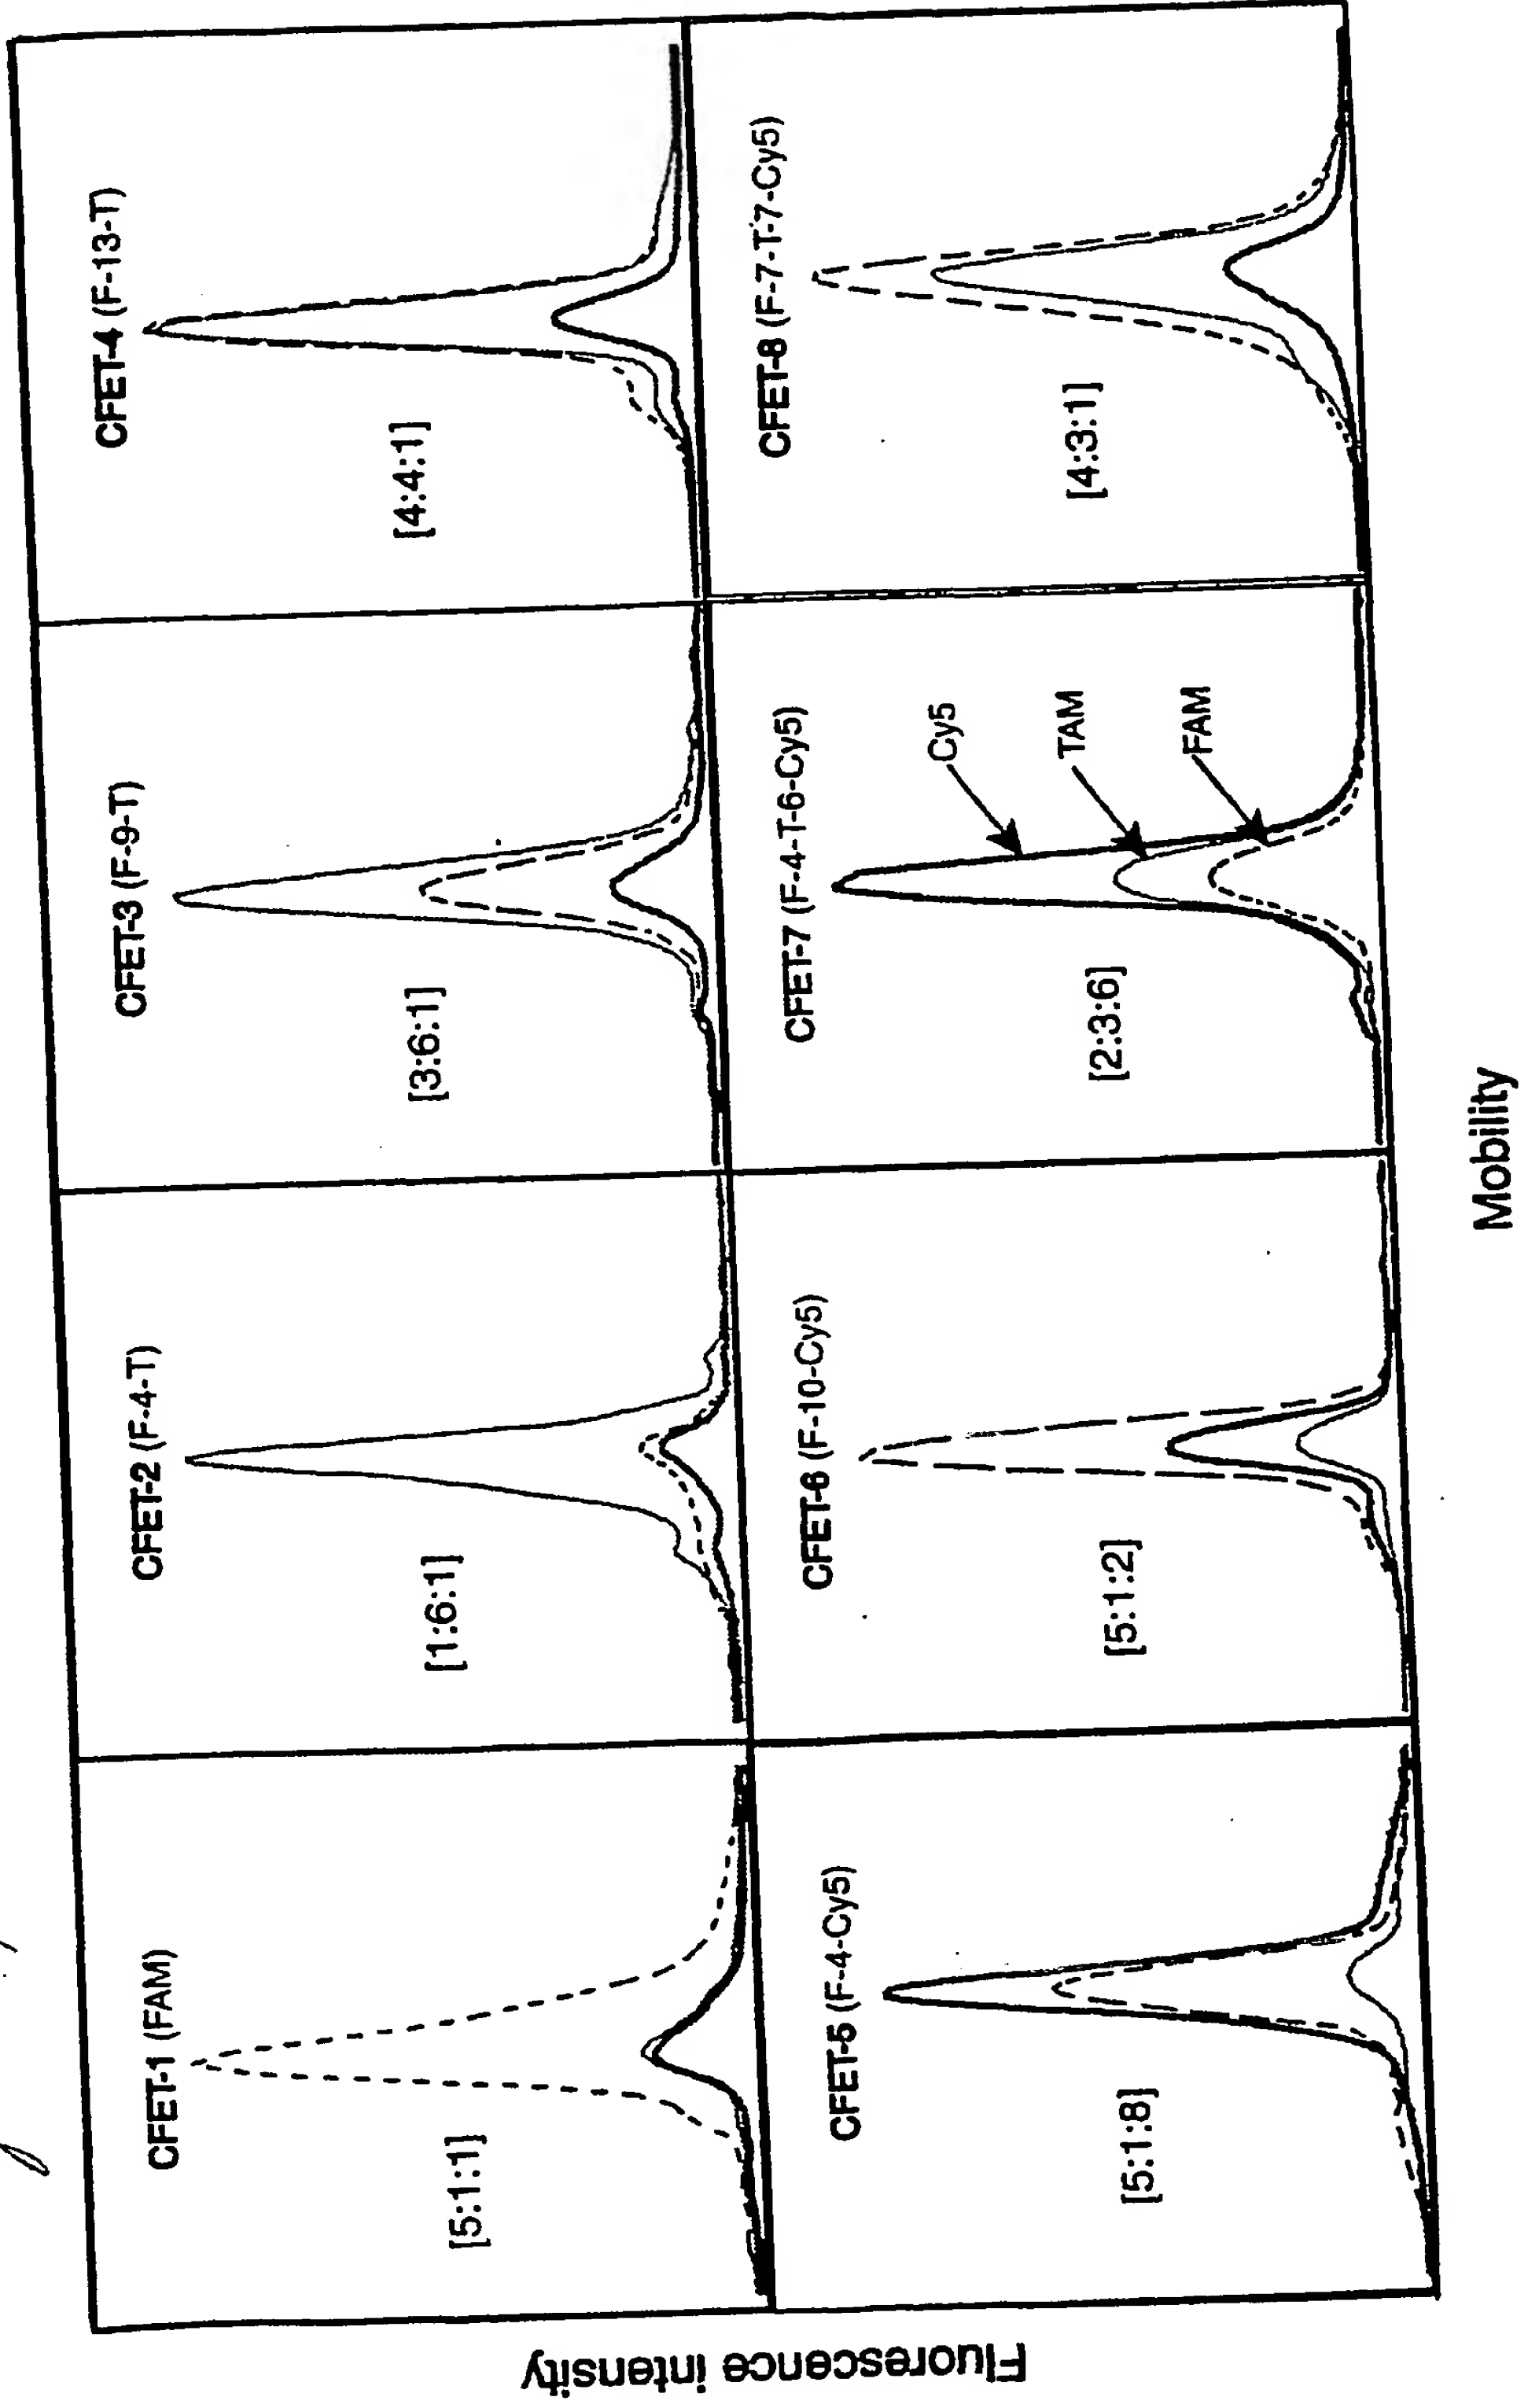 CFET-1 (FAM)
[5:1:1]
CFET-2 (F-4-T)
[1:6:1]
CFET-3 (F-9-T)
[3:6:1]
CFET-4 (F-13-T)
[4:4:1]
CFET-5 (F-4-Cy5)
[5:1:8]
CFET-6 (F-10-Cy5)
[5:1:2]
CFET-7 (F-4-T-6-Cy5)
[2:3:6]
Cy5
TAM
FAM
CFET-8 (F-7-T-7-Cy5)
[4:3:1]
Fluorescence intensity
Mobility